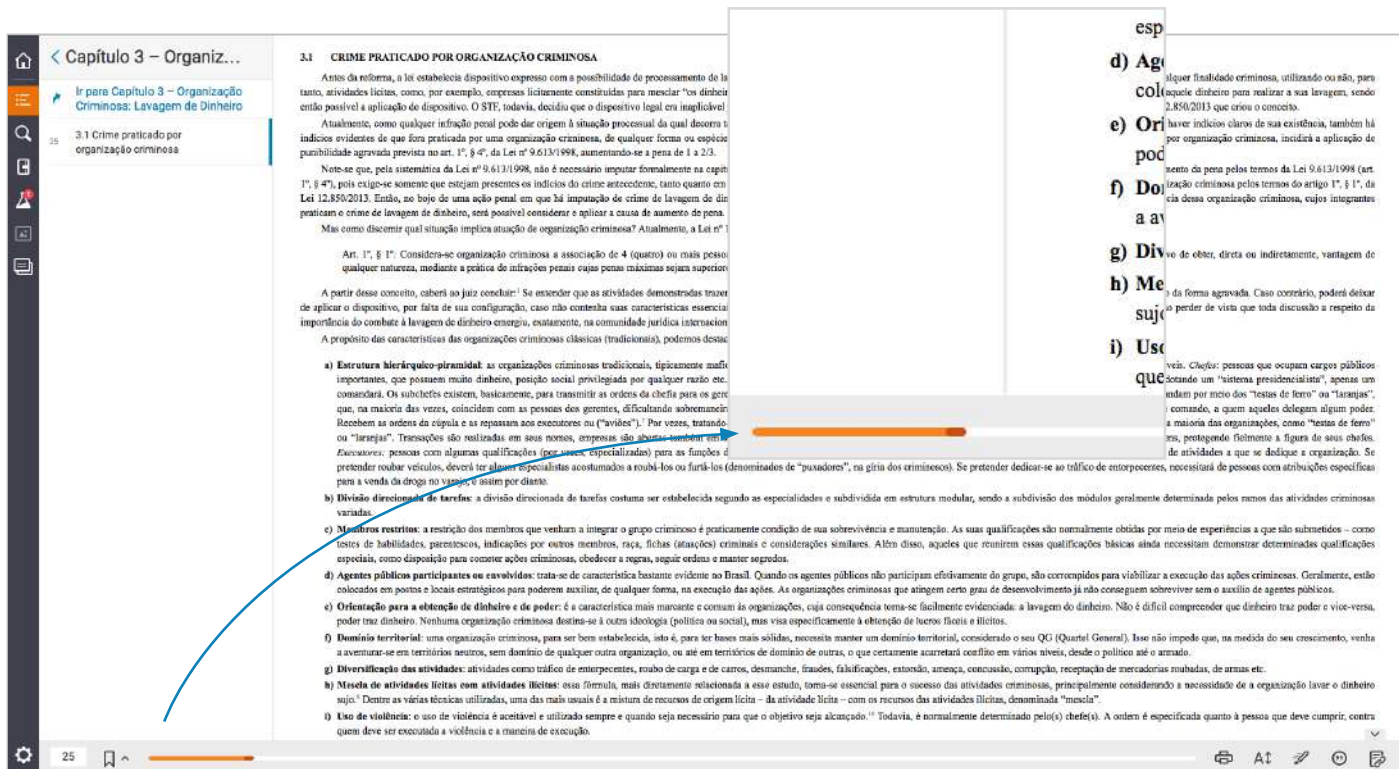 Capítulo 3 – Organiz...
Ir para Capítulo 3 – Organização
Criminosa: Lavagem de Dinheiro
25 3.1 Crime praticado por
organização criminosa
3.1 CRIME PRATICADO POR ORGANIZAÇÃO CRIMINOSA
Antes da reforma, a lei estabelecia dispositivo expresso com a possibilidade de processamento de la
tanto, atividades lícitas, como, por exemplo, empresas licitamente constituídas para mesclar "os dinhei
então possível a aplicação do dispositivo. O STF, todavia, decidiu que o dispositivo legal era inaplicável
Atualmente, como qualquer infração penal pode dar origem à situação processual da qual decorra t
indícios evidentes de que fora praticada por uma organização criminosa, de qualquer forma ou espécie
punibilidade agravada prevista no art. 1º, § 4º, da Lei nº 9.613/1998, aumentando-se a pena de 1 a 2/3.
Note-se que, pela sistemática da Lei nº 9.613/1998, não é necessário imputar formalmente na capit
1º, § 4º), pois exige-se somente que estejam presentes os indícios do crime antecedente, tanto quanto em
Lei 12.850/2013. Então, no bojo de uma ação penal em que há imputação de crime de lavagem de din
praticam o crime de lavagem de dinheiro, será possível considerar e aplicar a causa de aumento de pena.
Mas como discernir qual situação implica atuação de organização criminosa? Atualmente, a Lei nº 1
Art. 1º, § 1º: Considera-se organização criminosa a associação de 4 (quatro) ou mais pesso
qualquer natureza, mediante a prática de infrações penais cujas penas máximas sejam superior
A partir desse conceito, caberá ao juiz concluir: Se entender que as atividades demonstradas trazem
de aplicar o dispositivo, por falta de sua configuração, caso não contenha suas características essencia
importância do combate à lavagem de dinheiro emergiu, exatamente, na comunidade jurídica internacion
A propósito das características das organizações criminosas clássicas (tradicionais), podemos destac
a) Estrutura hierárquico-piramidal: as organizações criminosas tradicionais, tipicamente mafio
importantes, que possuem muito dinheiro, posição social privilegiada por qualquer razão etc.
comandará. Os subchefes existem, basicamente, para transmitir as ordens da chefia para os gere
que, na maioria das vezes, coincidem com as pessoas dos gerentes, dificultando sobremaneir
Recebem as ordens da cúpula e as repassam aos executores ou ("aviões"). Por vezes, tratando-
ou "laranjas". Transações são realizadas em seus nomes, empresas são abertas também em
Executores: pessoas com algumas qualificações (por vezes, especializadas) para as funções d
esp
d) Age
colo
e) Ori
pod
f) Don
a av
g) Div
h) Me
sujo
i) Uso
que
alquer finalidade criminosa, utilizando ou não, para
aquele dinheiro para realizar a sua lavagem, sendo
2.850/2013 que criou o conceito.
haver indícios claros de sua existência, também há
por organização criminosa, incidirá a aplicação de
mento da pena pelos termos da Lei 9.613/1998 (art.
ização criminosa pelos termos do artigo 1º, § 1º, da
cia dessa organização criminosa, cujos integrantes
vo de obter, direta ou indiretamente, vantagem de
da forma agravada. Caso contrário, poderá deixar
o perder de vista que toda discussão a respeito da
veis. Chefes: pessoas que ocupam cargos públicos
dotando um "sistema presidencialista", apenas um
ndam por meio dos "testas de ferro" ou "laranjas",
comando, a quem aqueles delegam algum poder.
a maioria das organizações, como "testas de ferro"
ens, protegendo fielmente a figura de seus chefes.
de atividades a que se dedique a organização. Se
pretender roubar veículos, deverá ter alguns especialistas acostumados a roubá-los ou furtá-los (denominados de "puxadores", na gíria dos criminosos). Se pretender dedicar-se ao tráfico de entorpecentes, necessitará de pessoas com atribuições específicas
para a venda da droga no varejo, e assim por diante.
b) Divisão direcionada de tarefas: a divisão direcionada de tarefas costuma ser estabelecida segundo as especialidades e subdividida em estrutura modular, sendo a subdivisão dos módulos geralmente determinada pelos ramos das atividades criminosas
variadas.
c) Membros restritos: a restrição dos membros que venham a integrar o grupo criminoso é praticamente condição de sua sobrevivência e manutenção. As suas qualificações são normalmente obtidas por meio de experiências a que são submetidos – como
testes de habilidades, parentescos, indicações por outros membros, raça, fichas (atuações) criminais e considerações similares. Além disso, aqueles que reunirem essas qualificações básicas ainda necessitam demonstrar determinadas qualificações
especiais, como disposição para cometer ações criminosas, obedecer a regras, seguir ordens e manter segredos.
d) Agentes públicos participantes ou envolvidos: trata-se de característica bastante evidente no Brasil. Quando os agentes públicos não participam efetivamente do grupo, são corrompidos para viabilizar a execução das ações criminosas. Geralmente, estão
colocados em postos e locais estratégicos para poderem auxiliar, de qualquer forma, na execução das ações. As organizações criminosas que atingem certo grau de desenvolvimento já não conseguem sobreviver sem o auxílio de agentes públicos.
e) Orientação para a obtenção de dinheiro e de poder: é a característica mais marcante e comum às organizações, cuja consequência torna-se facilmente evidenciada: a lavagem do dinheiro. Não é difícil compreender que dinheiro traz poder e vice-versa,
poder traz dinheiro. Nenhuma organização criminosa destina-se à outra ideologia (política ou social), mas visa especificamente à obtenção de lucros fáceis e ilícitos.
f) Domínio territorial: uma organização criminosa, para ser bem estabelecida, isto é, para ter bases mais sólidas, necessita manter um domínio territorial, considerado o seu QG (Quartel General). Isso não impede que, na medida do seu crescimento, venha
a aventurar-se em territórios neutros, sem domínio de qualquer outra organização, ou até em territórios de domínio de outras, o que certamente acarretará conflito em vários níveis, desde o político até o armado.
g) Diversificação das atividades: atividades como tráfico de entorpecentes, roubo de carga e de carros, desmanche, fraudes, falsificações, extorsão, ameaça, concussão, corrupção, receptação de mercadorias roubadas, de armas etc.
h) Mescla de atividades lícitas com atividades ilícitas: essa fórmula, mais diretamente relacionada a esse estudo, torna-se essencial para o sucesso das atividades criminosas, principalmente considerando a necessidade de a organização lavar o dinheiro
sujo. Dentre as várias técnicas utilizadas, uma das mais usuais é a mistura de recursos de origem lícita – da atividade lícita – com os recursos das atividades ilícitas, denominada "mescla".
i) Uso de violência: o uso de violência é aceitável e utilizado sempre e quando seja necessário para que o objetivo seja alcançado. Todavia, é normalmente determinado pelo(s) chefe(s). A ordem é especificada quanto à pessoa que deve cumprir, contra
quem deve ser executada a violência e a maneira de execução.
25